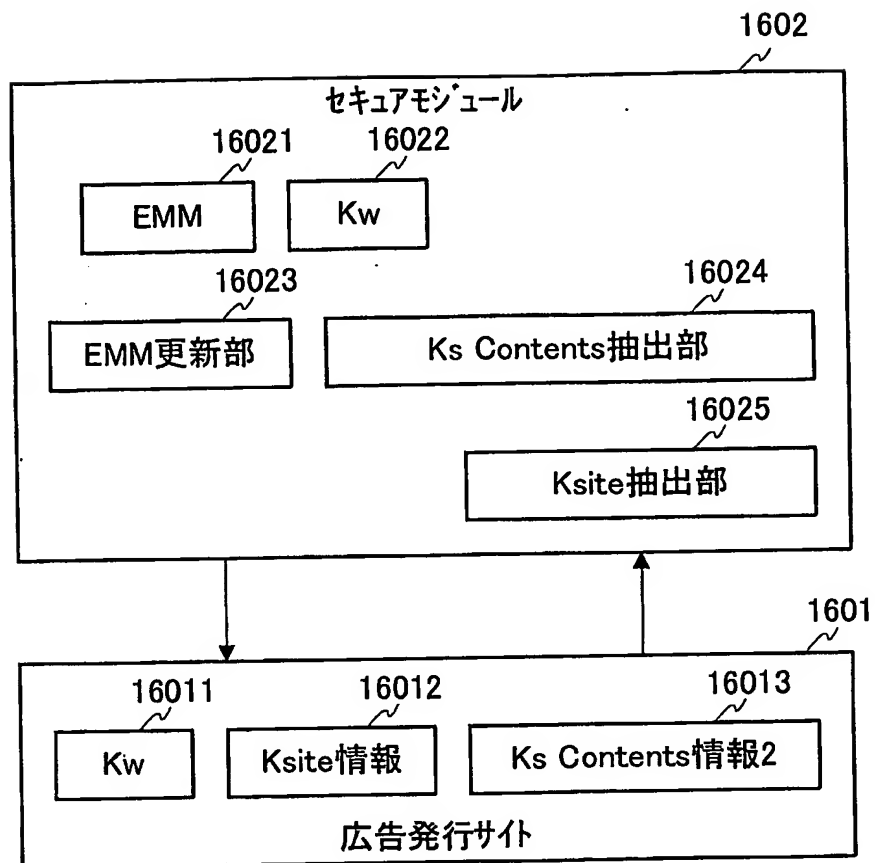 1602
セキュアモジュール
16021
16022
EMM
Kw
16023
16024
EMM更新部
Ks Contents抽出部
16025
Ksite抽出部
1601
16011
16012
16013
Kw
Ksite情報
Ks Contents情報2
広告発行サイト